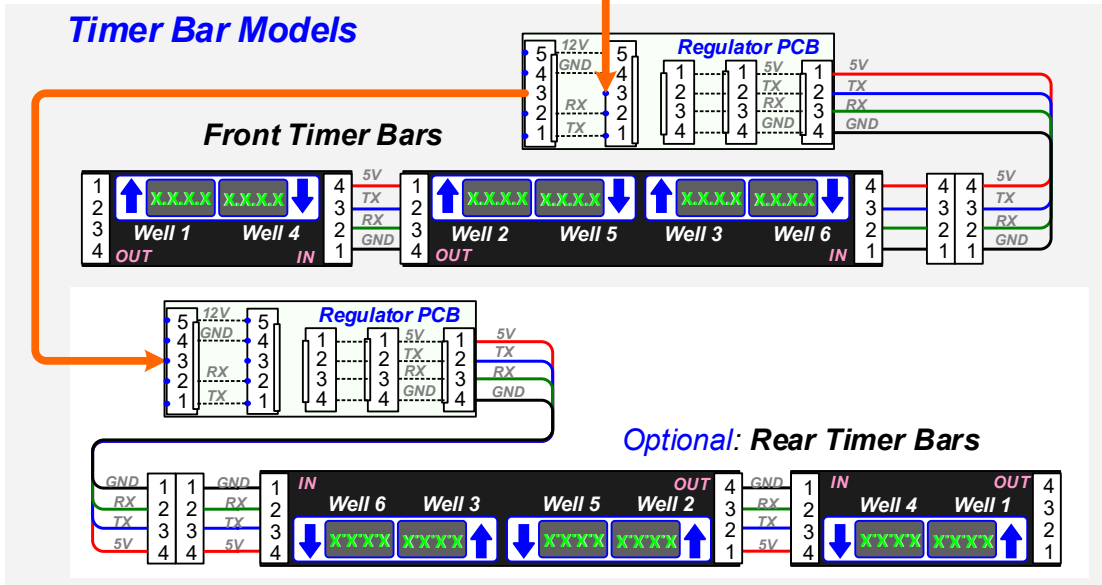 Timer Bar Models
Regulator PCB
5 12V 5
4 GND 4
3 3
2 RX 2
1 TX 1
1 1 5V 1 5V
2 2 TX 2 TX
3 3 RX 3 RX
4 4 GND 4 GND
Front Timer Bars
1 X.X.X.X X.X.X.X 4 5V 1 X.X.X.X X.X.X.X X.X.X.X X.X.X.X 4 4 4 5V
2 3 TX 2 3 3 3 TX
3 Well 1 Well 4 2 RX 3 Well 2 Well 5 Well 3 Well 6 2 2 2 RX
4 OUT IN 1 GND 4 OUT IN 1 1 1 GND
Regulator PCB
5 12V 5
4 GND 4
3 3
2 RX 2
1 TX 1
1 1 5V 1 5V
2 2 TX 2 TX
3 3 RX 3 RX
4 4 GND 4 GND
Optional: Rear Timer Bars
GND 1 1 GND 1 IN OUT 4 GND 1 IN OUT 4
RX 2 2 RX 2 Well 6 Well 3 Well 5 Well 2 3 RX 2 Well 4 Well 1 3
TX 3 3 TX 3 2 TX 3 2
5V 4 4 5V 4 X.X.X.X X.X.X.X X.X.X.X X.X.X.X 1 5V 4 X.X.X.X X.X.X.X 1